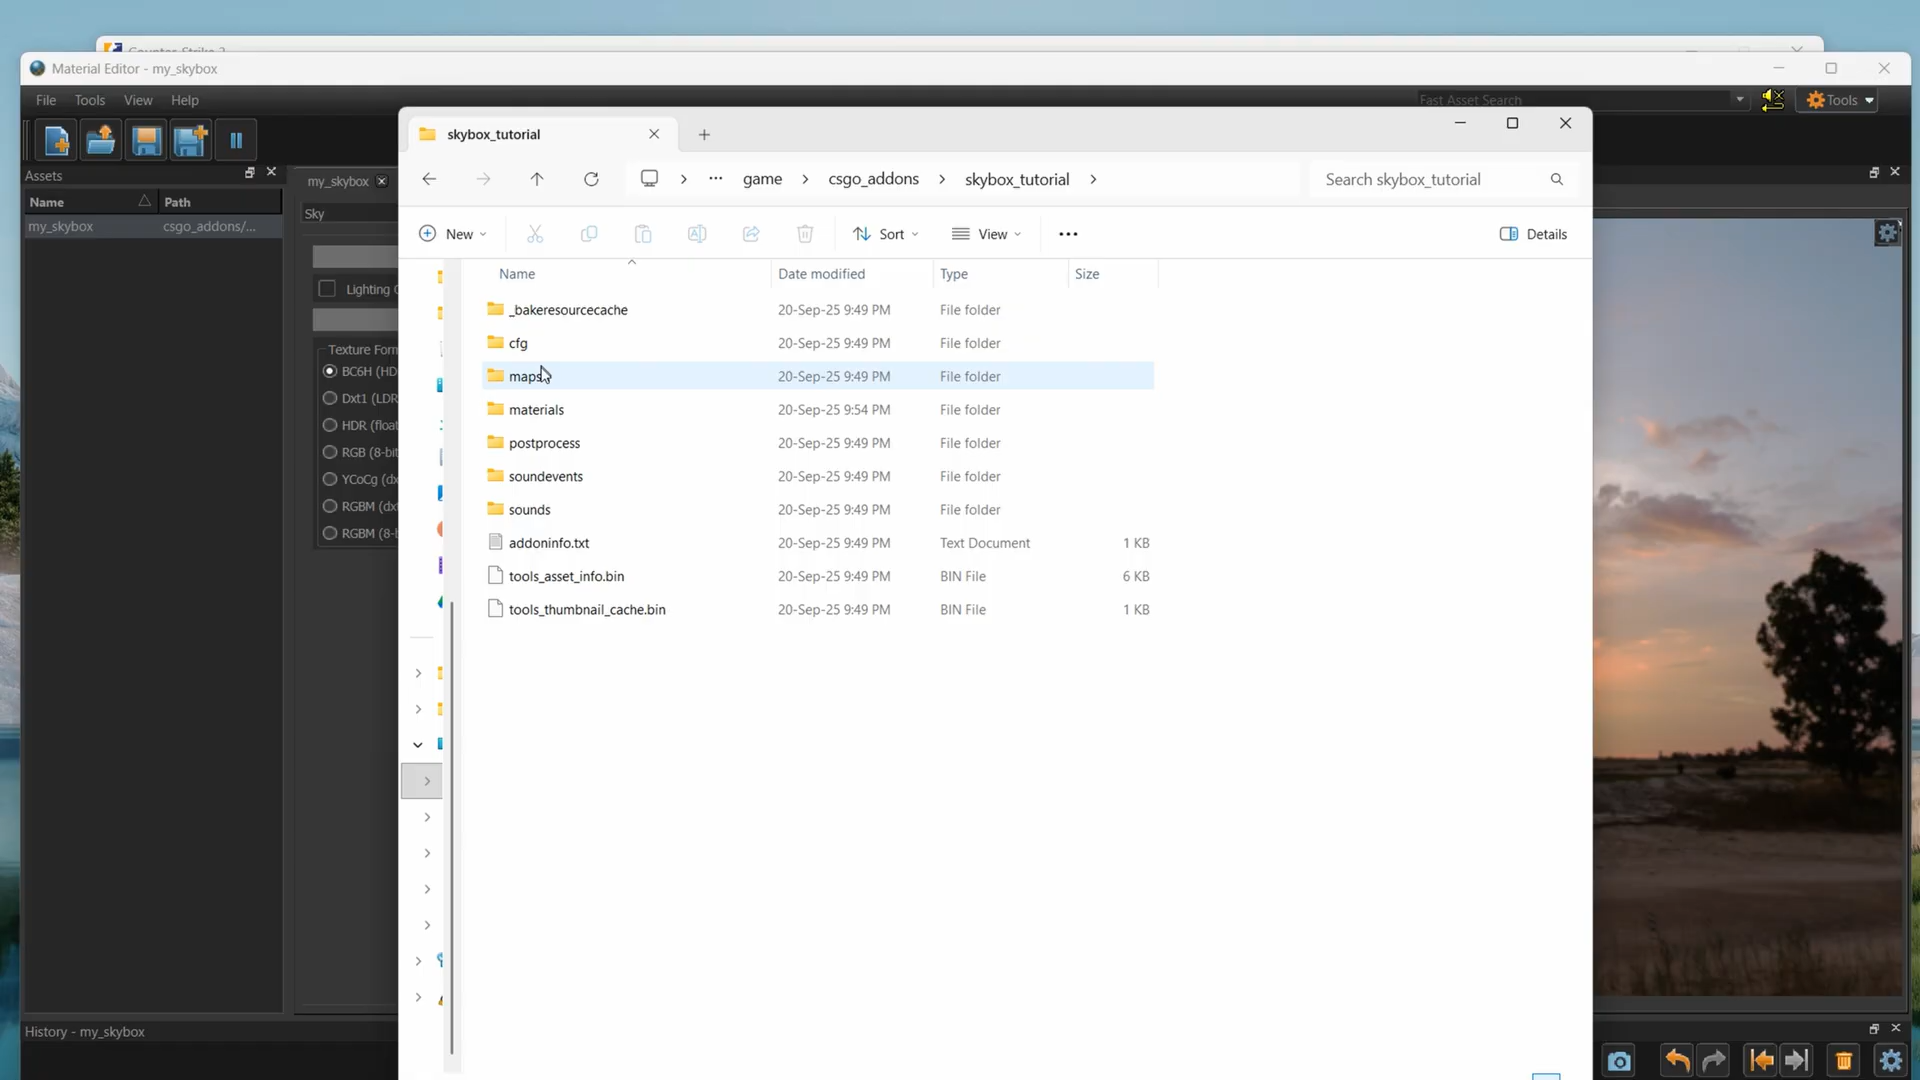 Material Editor - my_skybox
File Tools View Help
Fast Asset Search
Tools
skybox_tutorial
game csgo_addons skybox_tutorial
Search skybox_tutorial
New Sort View Details
Assets
Name Path
my_skybox csgo_addons/...
my_skybox
Sky
Lighting
Texture Form
BC6H (HD
Dxt1 (LDR
HDR (float
RGB (8-bit
YCoCg (dx
RGBM (dxt
RGBM (8-b
Name Date modified Type Size
_bakeresourcecache 20-Sep-25 9:49 PM File folder
cfg 20-Sep-25 9:49 PM File folder
maps 20-Sep-25 9:49 PM File folder
materials 20-Sep-25 9:54 PM File folder
postprocess 20-Sep-25 9:49 PM File folder
soundevents 20-Sep-25 9:49 PM File folder
sounds 20-Sep-25 9:49 PM File folder
addoninfo.txt 20-Sep-25 9:49 PM Text Document 1 KB
tools_asset_info.bin 20-Sep-25 9:49 PM BIN File 6 KB
tools_thumbnail_cache.bin 20-Sep-25 9:49 PM BIN File 1 KB
History - my_skybox